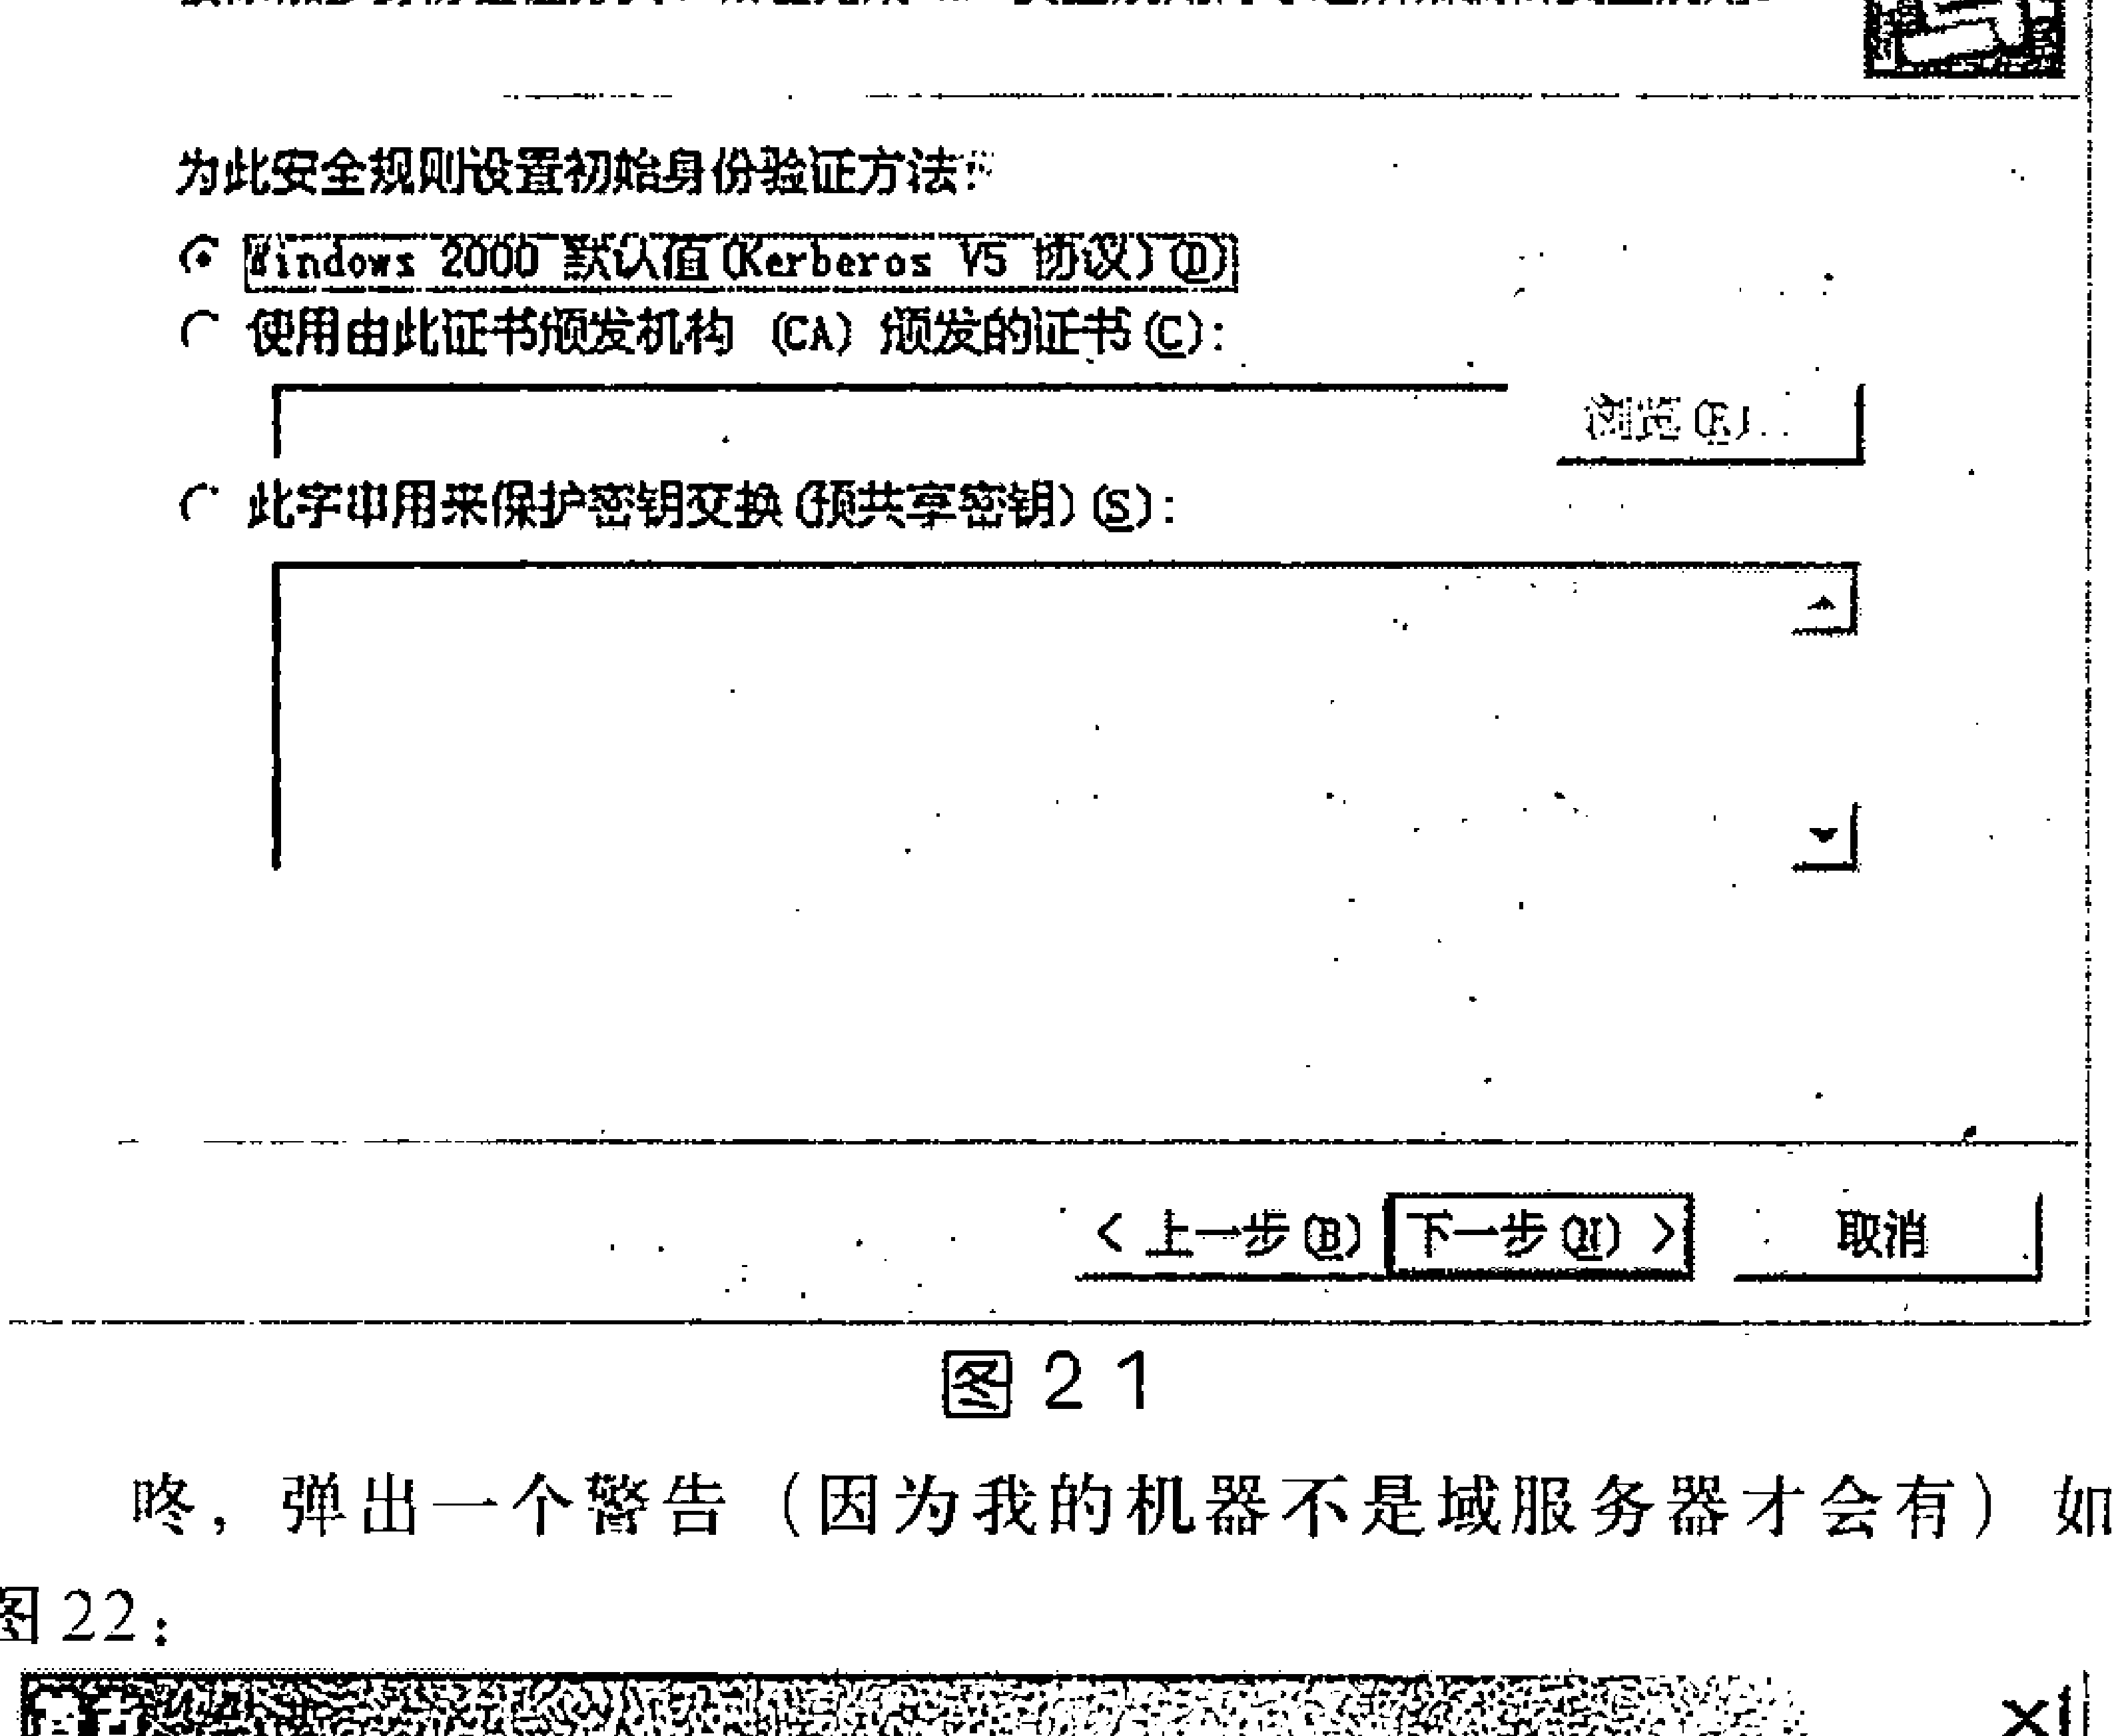 为此安全规则设置初始身份验证方法:
Windows 2000 默认值(Kerberos V5 协议)(D)
使用由此证书颁发机构 (CA) 颁发的证书(C):
浏览(R)...
此字串用来保护密钥交换(预共享密钥)(S):
< 上一步(B) 下一步(N) > 取消
图 2 1
咚，弹出一个警告（因为我的机器不是域服务器才会有）如
图 22：